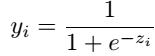 y_i = \frac{1}{1 + e^{-z_i}}